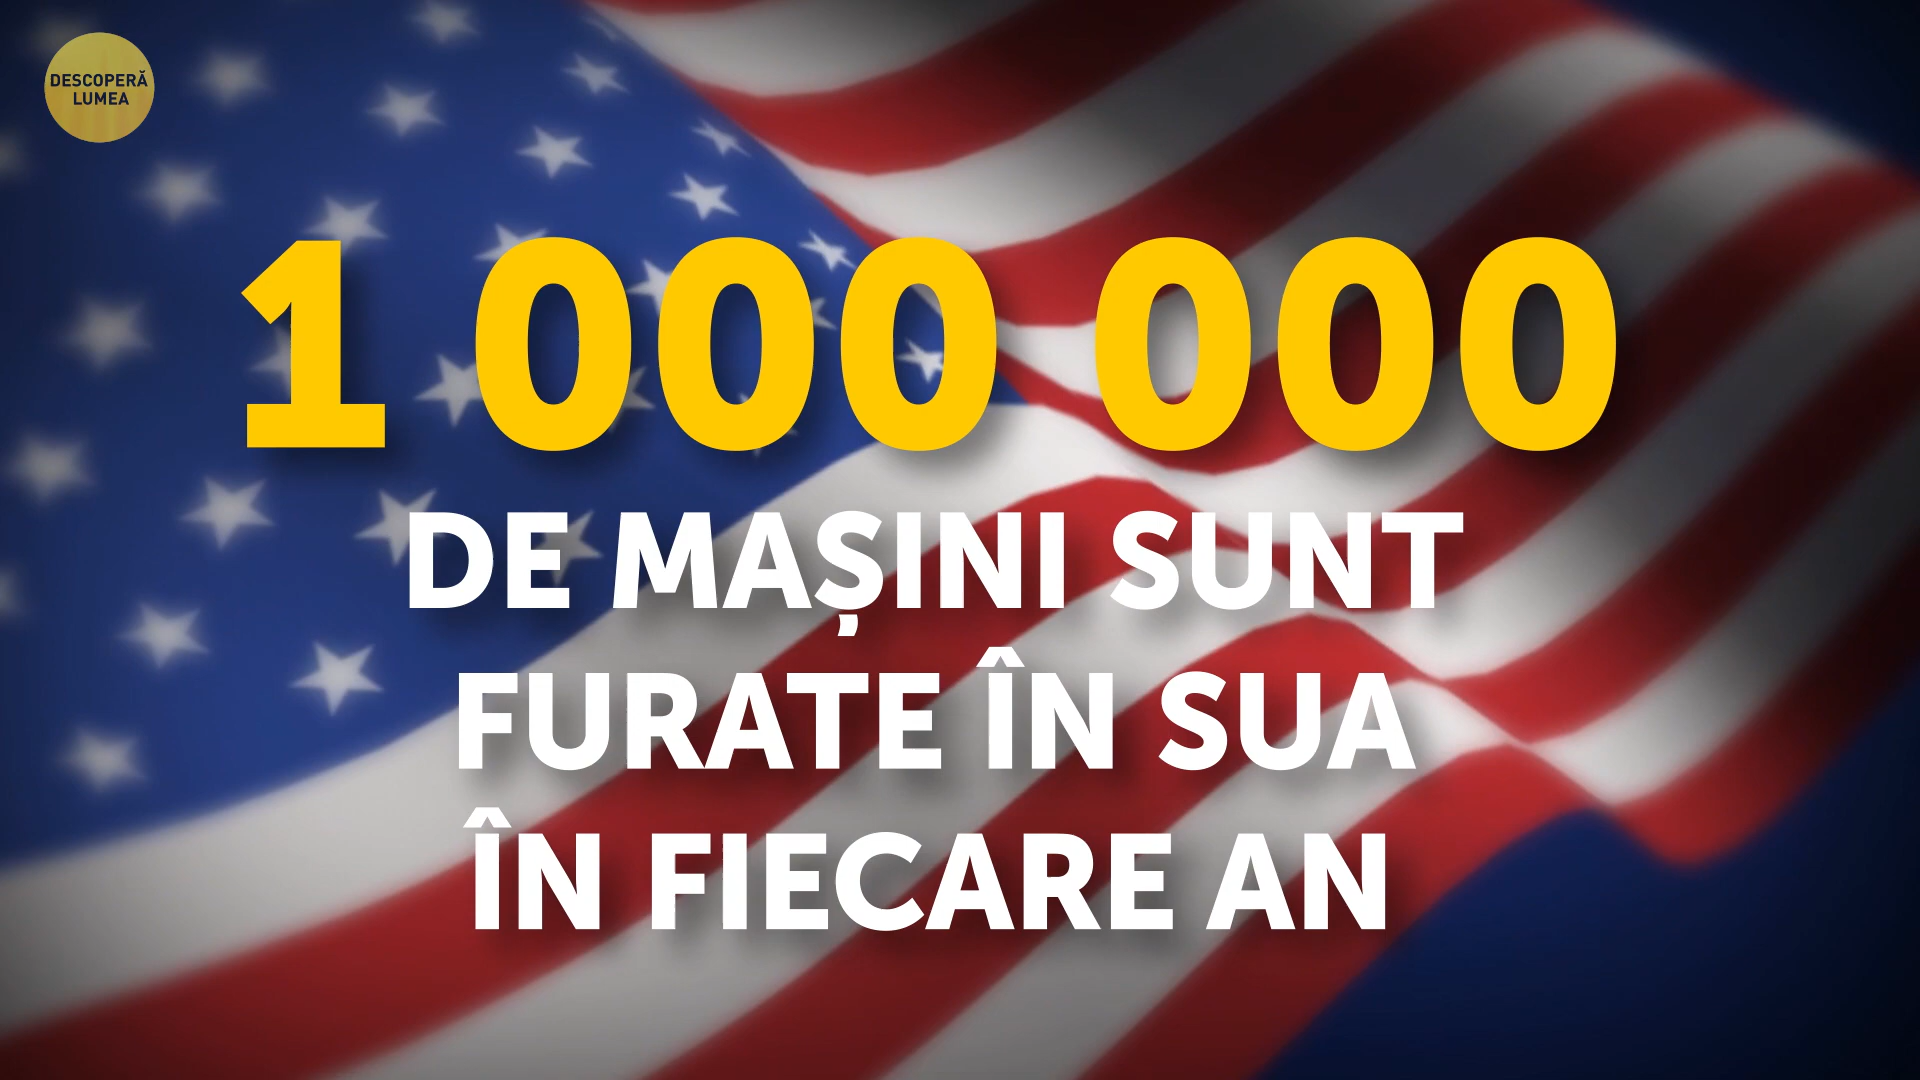 DESCOPERĂ
LUMEA
1 000 000
DE MAȘINI SUNT
FURATE ÎN SUA
ÎN FIECARE AN